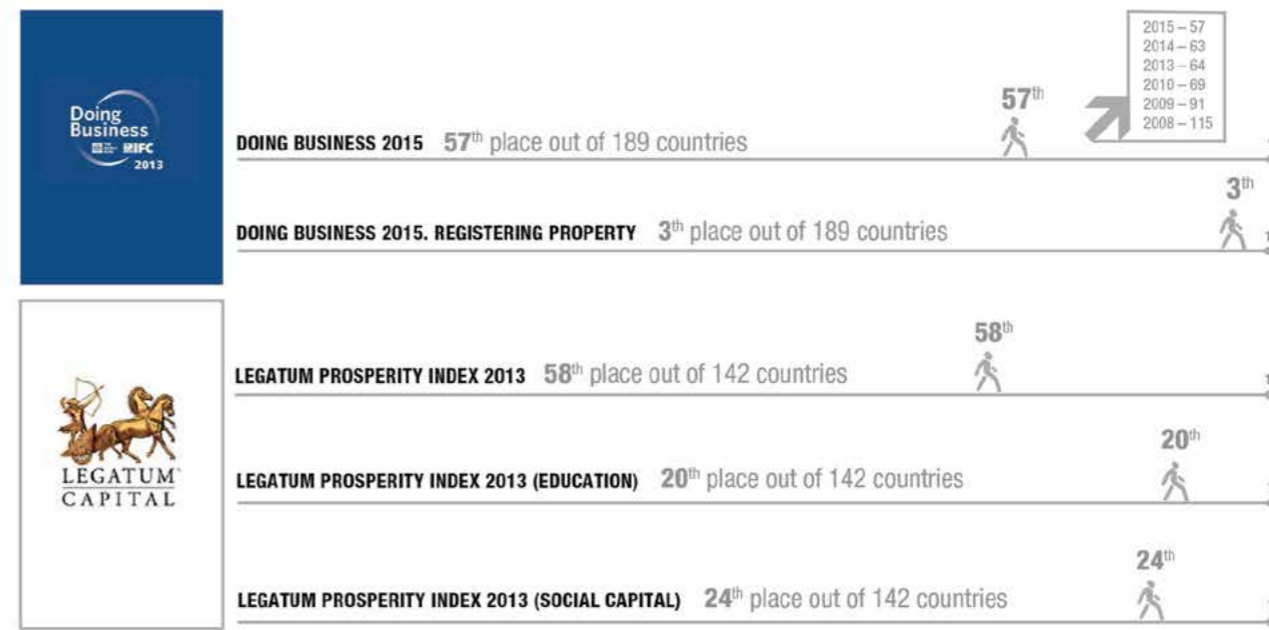 Doing
Business
IFC
2013
2015 – 57
2014 – 63
2013 – 64
2010 – 69
2009 – 91
2008 – 115
57th
DOING BUSINESS 2015 57th place out of 189 countries
3th
DOING BUSINESS 2015. REGISTERING PROPERTY 3th place out of 189 countries
58th
LEGATUM PROSPERITY INDEX 2013 58th place out of 142 countries
LEGATUM
CAPITAL
20th
LEGATUM PROSPERITY INDEX 2013 (EDUCATION) 20th place out of 142 countries
24th
LEGATUM PROSPERITY INDEX 2013 (SOCIAL CAPITAL) 24th place out of 142 countries